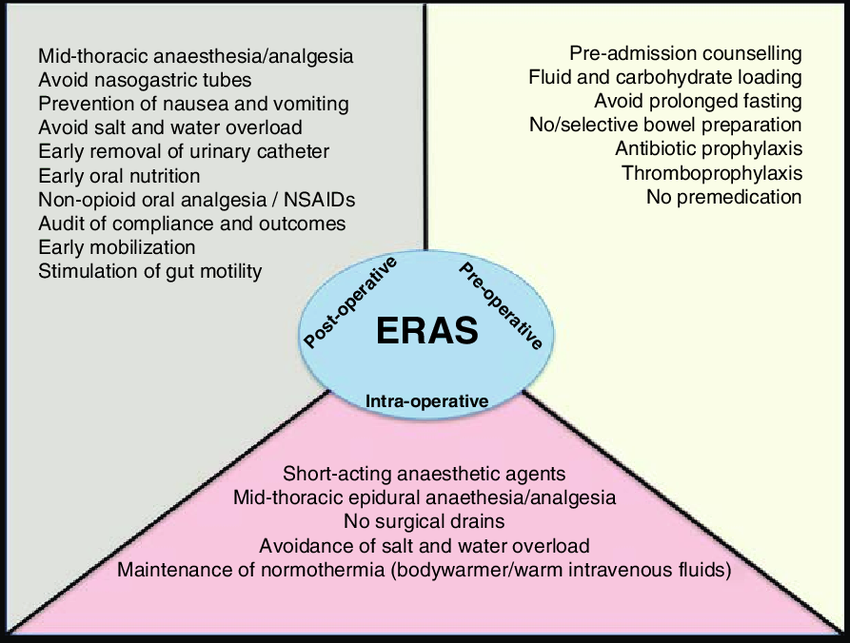 Mid-thoracic anaesthesia/analgesia
Avoid nasogastric tubes
Prevention of nausea and vomiting
Avoid salt and water overload
Early removal of urinary catheter
Early oral nutrition
Non-opioid oral analgesia / NSAIDs
Audit of compliance and outcomes
Early mobilization
Stimulation of gut motility
Pre-admission counselling
Fluid and carbohydrate loading
Avoid prolonged fasting
No/selective bowel preparation
Antibiotic prophylaxis
Thromboprophylaxis
No premedication
Post-operative
Pre-operative
ERAS
Intra-operative
Short-acting anaesthetic agents
Mid-thoracic epidural anaethesia/analgesia
No surgical drains
Avoidance of salt and water overload
Maintenance of normothermia (bodywarmer/warm intravenous fluids)